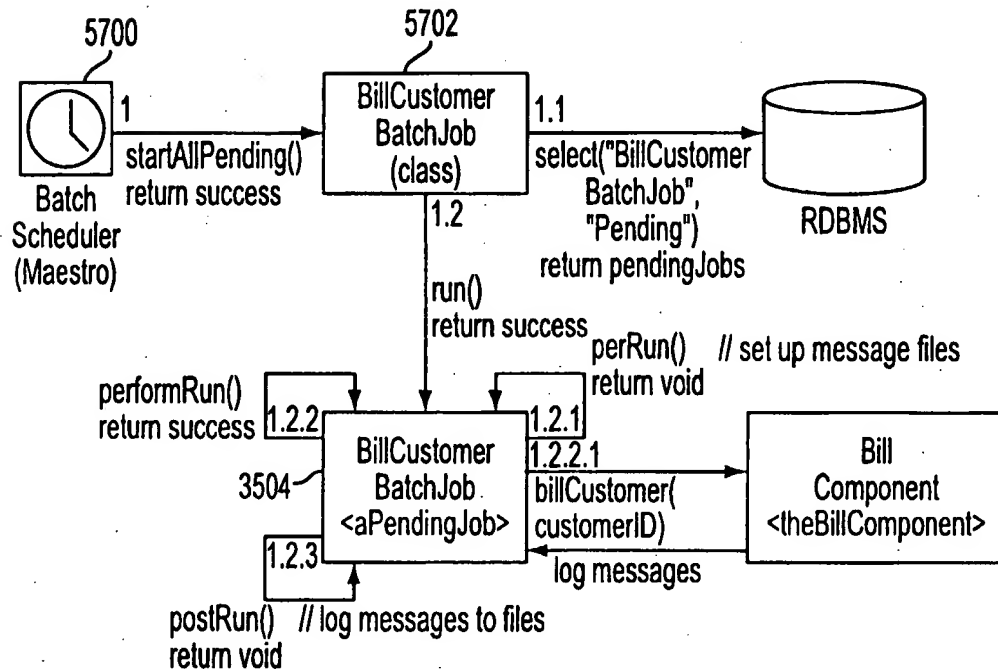 5700
5702
1
startAllPending()
return success
Batch
Scheduler
(Maestro)
BillCustomer
BatchJob
(class)
1.1
select("BillCustomer
BatchJob",
"Pending")
return pendingJobs
RDBMS
1.2
run()
return success
perRun() // set up message files
return void
performRun()
return success
1.2.2
1.2.1
3504
BillCustomer
BatchJob
<aPendingJob>
1.2.2.1
billCustomer(
customerID)
log messages
Bill
Component
<theBillComponent>
1.2.3
postRun() // log messages to files
return void